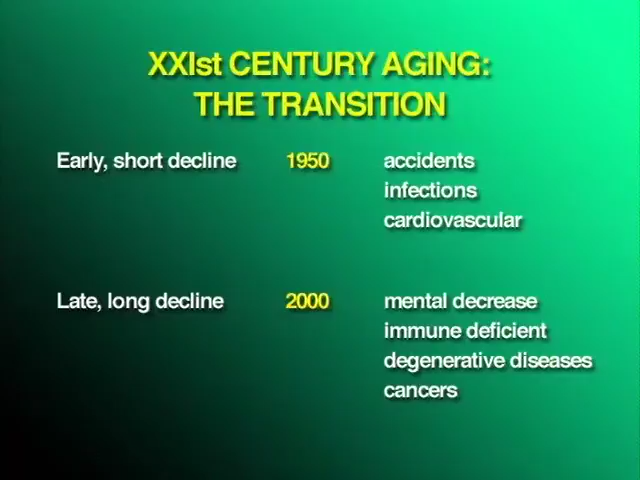 XXIst CENTURY AGING:
THE TRANSITION
Early, short decline 1950 accidents
infections
cardiovascular
Late, long decline 2000 mental decrease
immune deficient
degenerative diseases
cancers